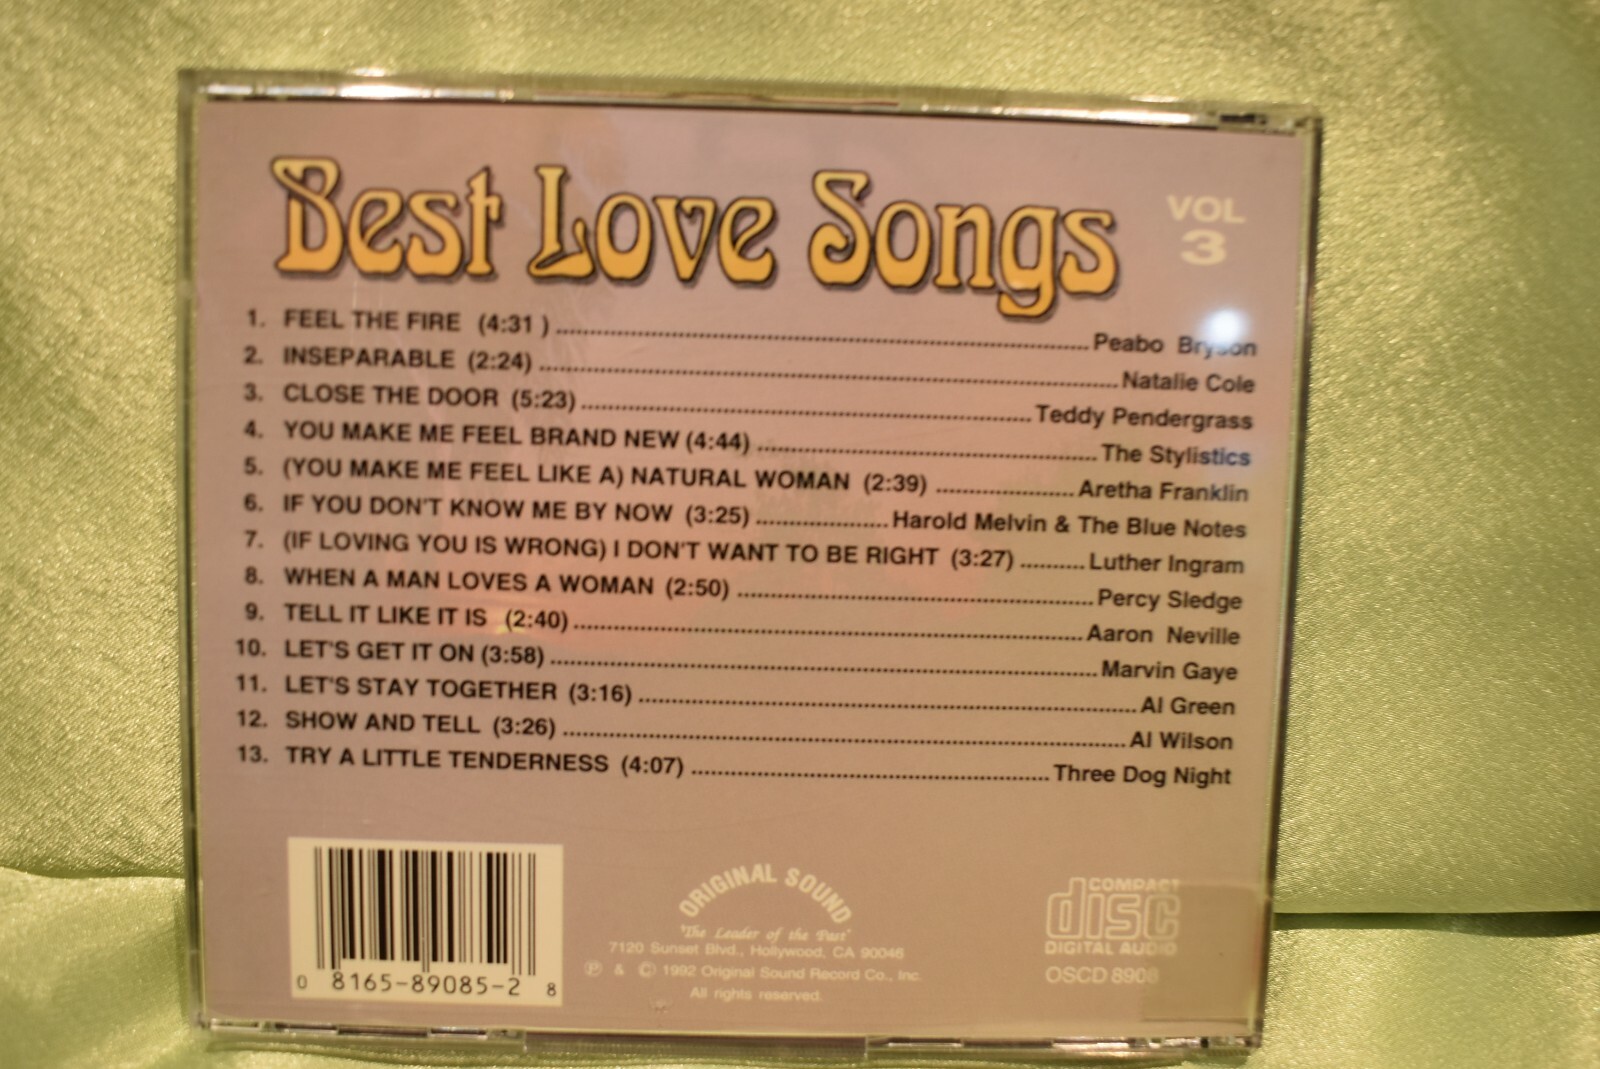 Best Love Songs
VOL
3
1. FEEL THE FIRE (4:31 ) ........ Peabo Bryson
2. INSEPARABLE (2:24) ........ Natalie Cole
3. CLOSE THE DOOR (5:23) ........ Teddy Pendergrass
4. YOU MAKE ME FEEL BRAND NEW (4:44) ........ The Stylistics
5. (YOU MAKE ME FEEL LIKE A) NATURAL WOMAN (2:39) ........ Aretha Franklin
6. IF YOU DON'T KNOW ME BY NOW (3:25) ........ Harold Melvin & The Blue Notes
7. (IF LOVING YOU IS WRONG) I DON'T WANT TO BE RIGHT (3:27) ........ Luther Ingram
8. WHEN A MAN LOVES A WOMAN (2:50) ........ Percy Sledge
9. TELL IT LIKE IT IS (2:40) ........ Aaron Neville
10. LET'S GET IT ON (3:58) ........ Marvin Gaye
11. LET'S STAY TOGETHER (3:16) ........ Al Green
12. SHOW AND TELL (3:26) ........ Al Wilson
13. TRY A LITTLE TENDERNESS (4:07) ........ Three Dog Night
0 8165-89085-2 8
ORIGINAL SOUND
"The Leader of the Past"
7120 Sunset Blvd., Hollywood, CA 90046
℗ & © 1992 Original Sound Record Co., Inc.
All rights reserved.
COMPACT
disc
DIGITAL AUDIO
OSCD 8908